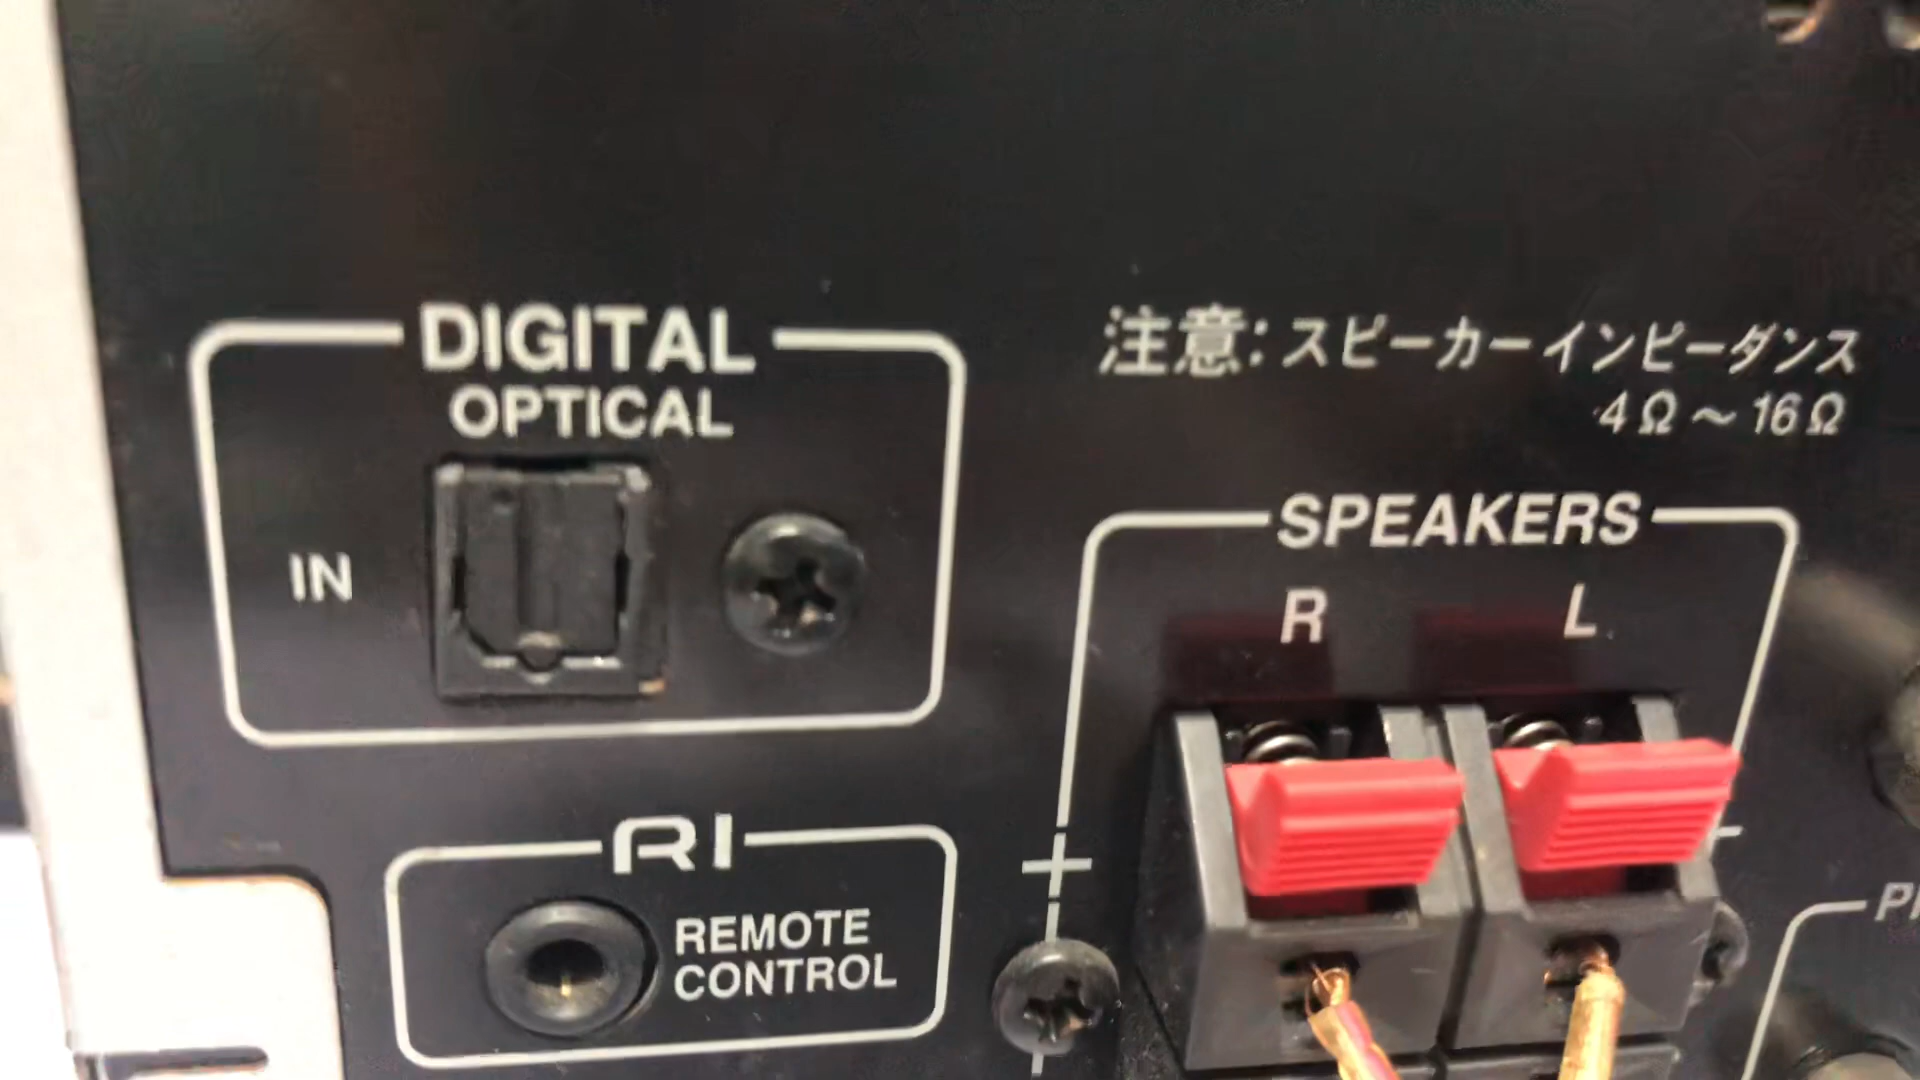 DIGITAL
OPTICAL
IN
注意: スピーカーインピーダンス
4Ω～16Ω
SPEAKERS
R L
+
RI
REMOTE
CONTROL